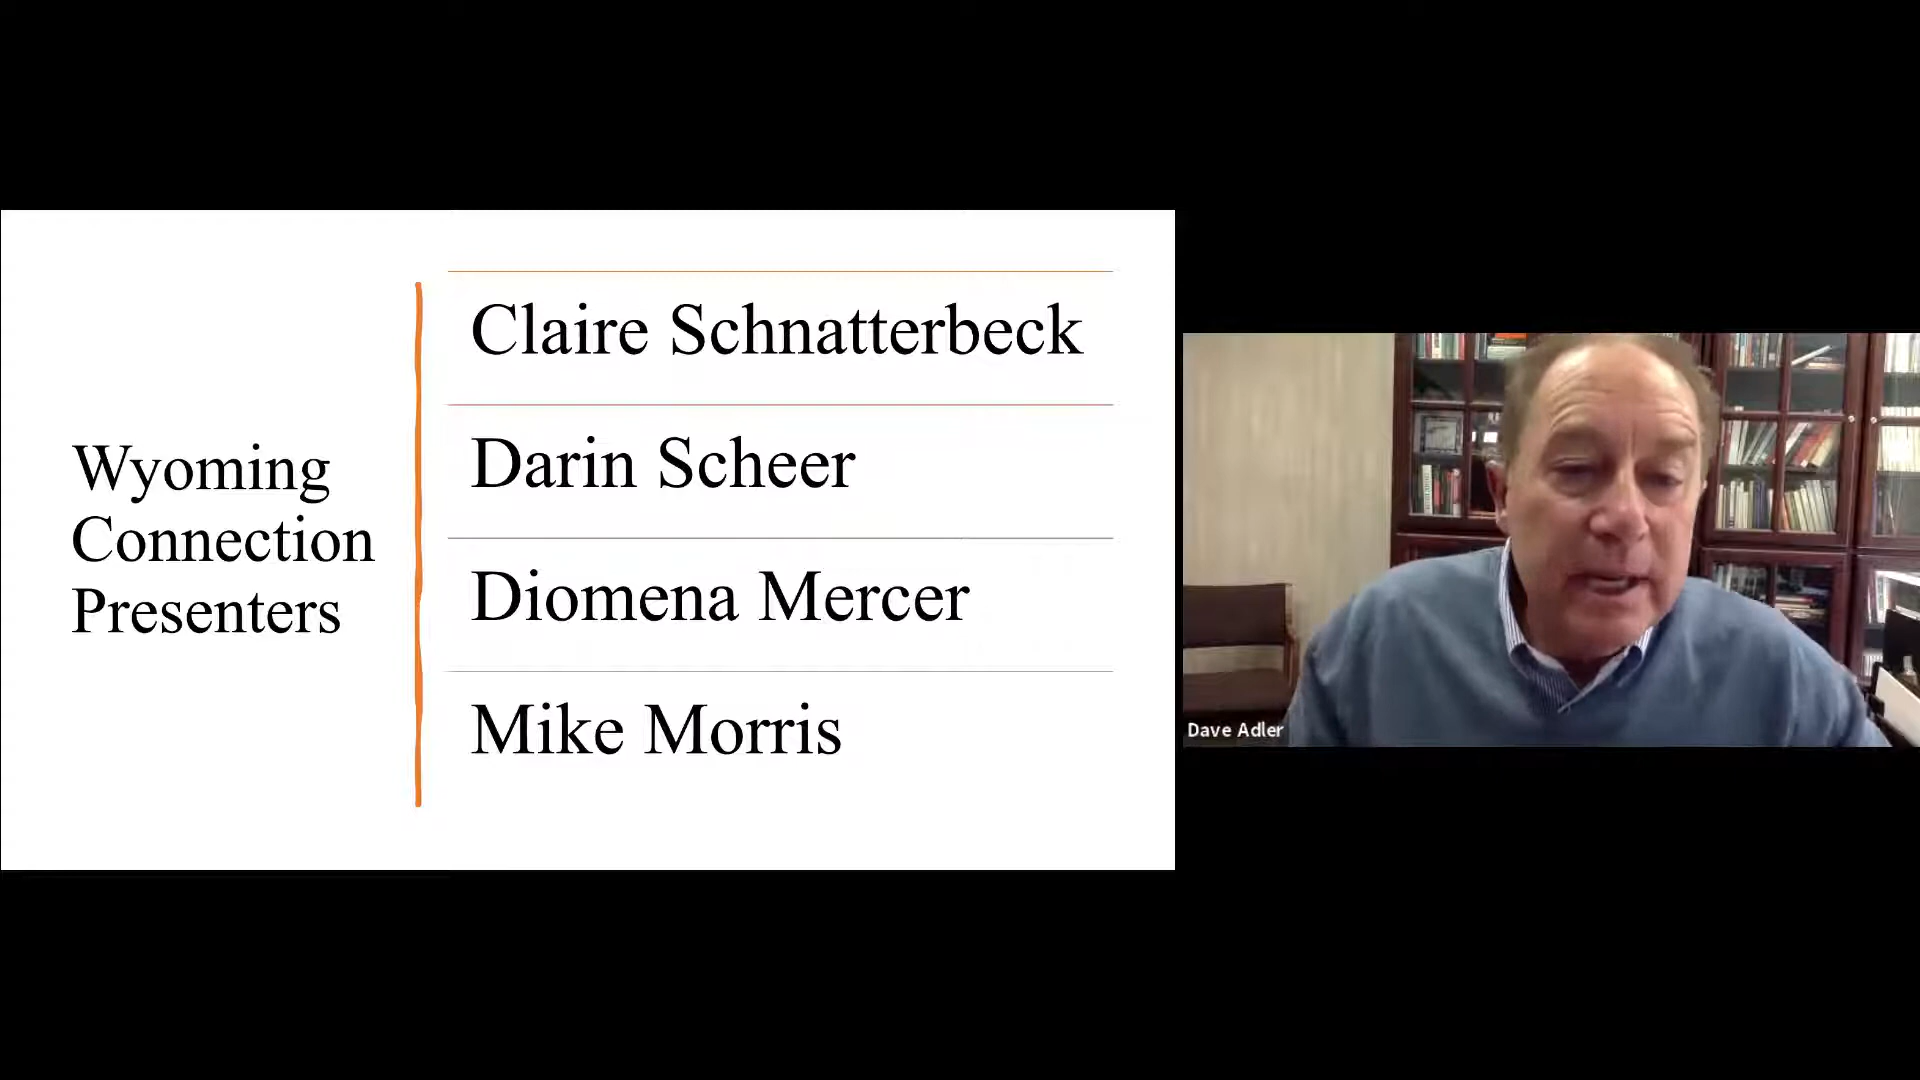 Wyoming
Connection
Presenters
Claire Schnatterbeck
Darin Scheer
Diomena Mercer
Mike Morris
Dave Adler